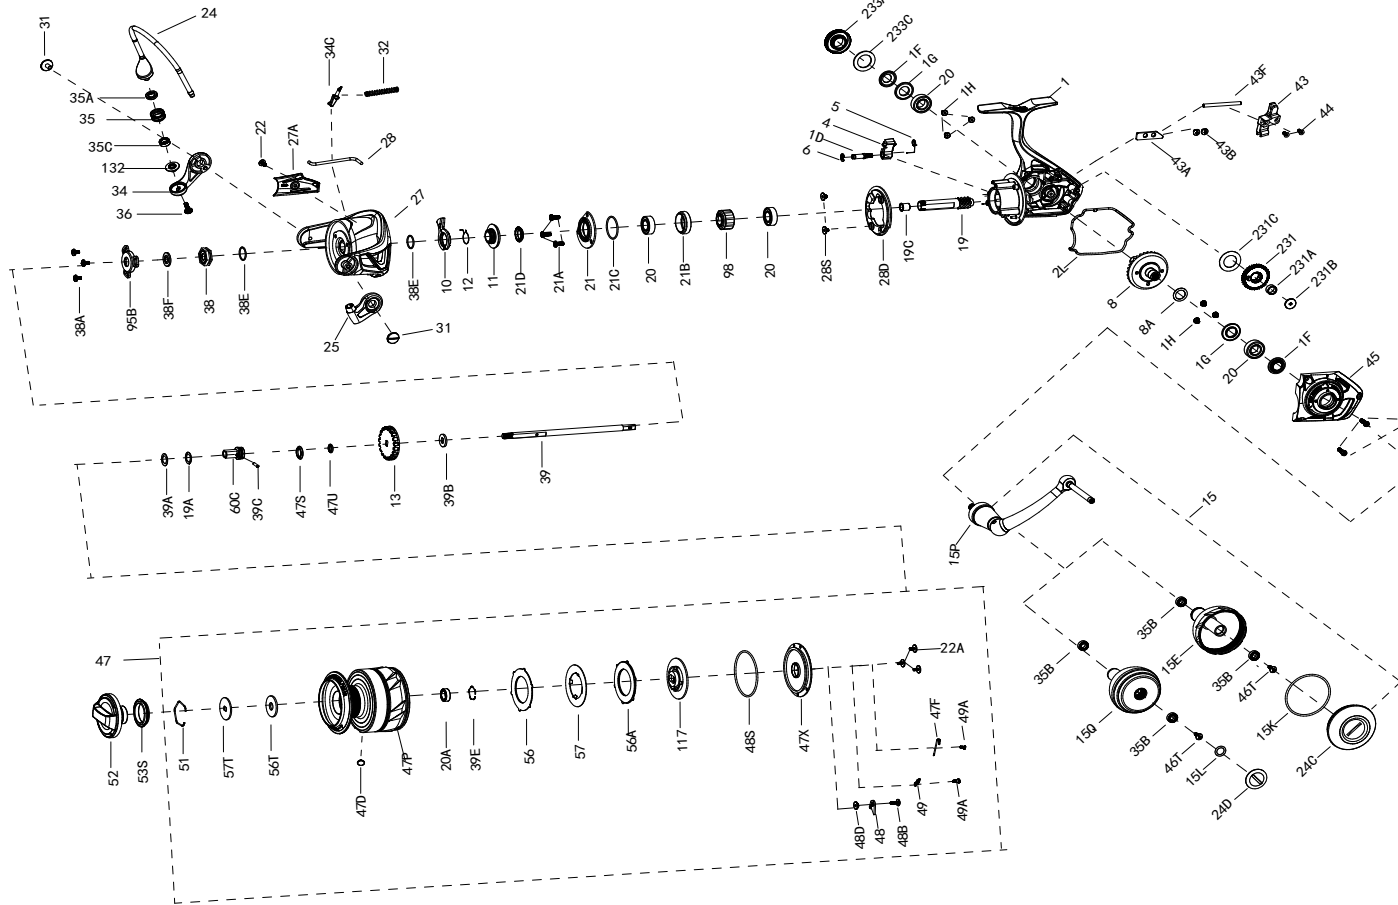 31
24
34C
32
35A
35
35C
132
34
36
22
27A
28
27
233A
233C
1F
1G
20
1H
1
5
4
1D
6
43F
43
44
43B
43A
38A
95B
38F
38
38E
25
31
38E
10
12
11
21D
21A
21
21C
20
21B
98
20
28S
28D
19C
19
2L
8
8A
1H
1G
20
1F
45
231C
231
231A
231B
39A
19A
60C
39C
47S
47U
13
39B
39
15P
15
35B
15E
35B
46T
15K
24C
35B
15Q
35B
46T
15L
24D
47
52
53S
51
57T
56T
47P
47D
20A
39E
56
57
56A
117
48S
47X
22A
47F
49A
49
49A
48D
48
48B